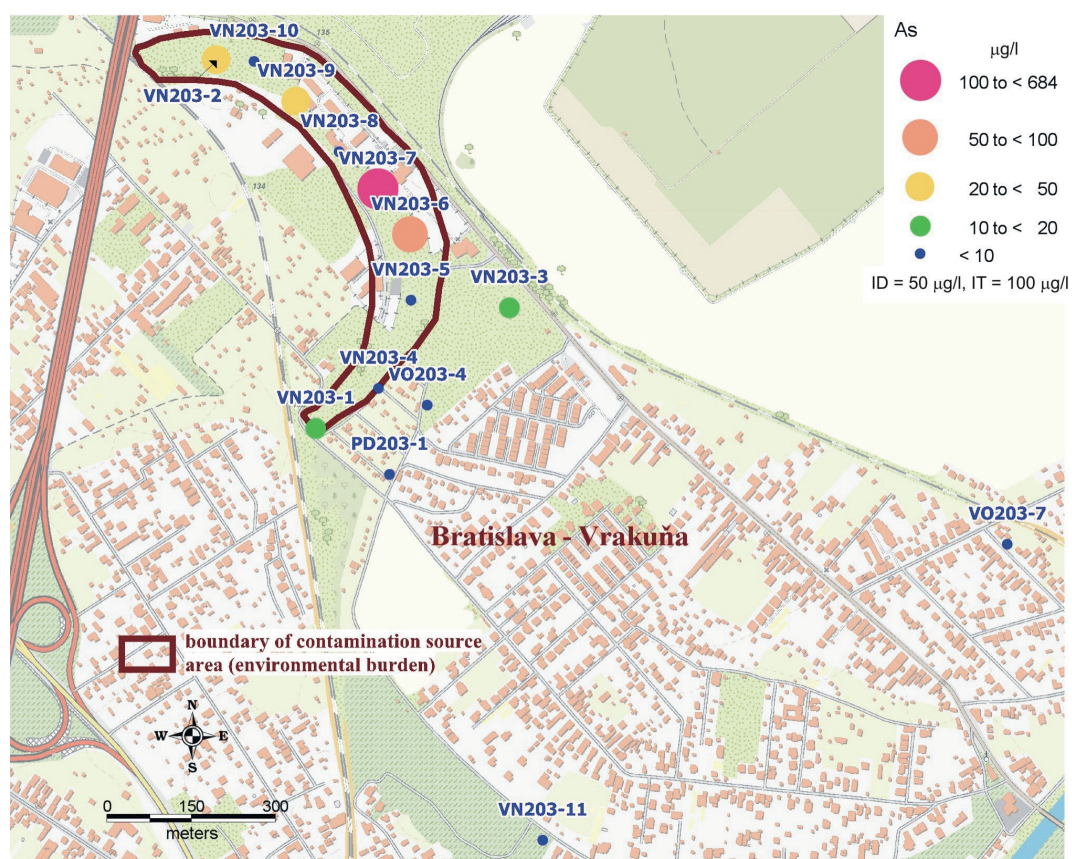 As
µg/l
100 to < 684
50 to < 100
20 to < 50
10 to < 20
< 10
ID = 50 µg/l, IT = 100 µg/l
VN203-10
135
VN203-9
VN203-2
VN203-8
VN203-7
134
VN203-6
VN203-5
VN203-3
VN203-4
VO203-4
VN203-1
PD203-1
VO203-7
Bratislava - Vrakuňa
boundary of contamination source
area (environmental burden)
N
W E
S
0 150 300
meters
VN203-11